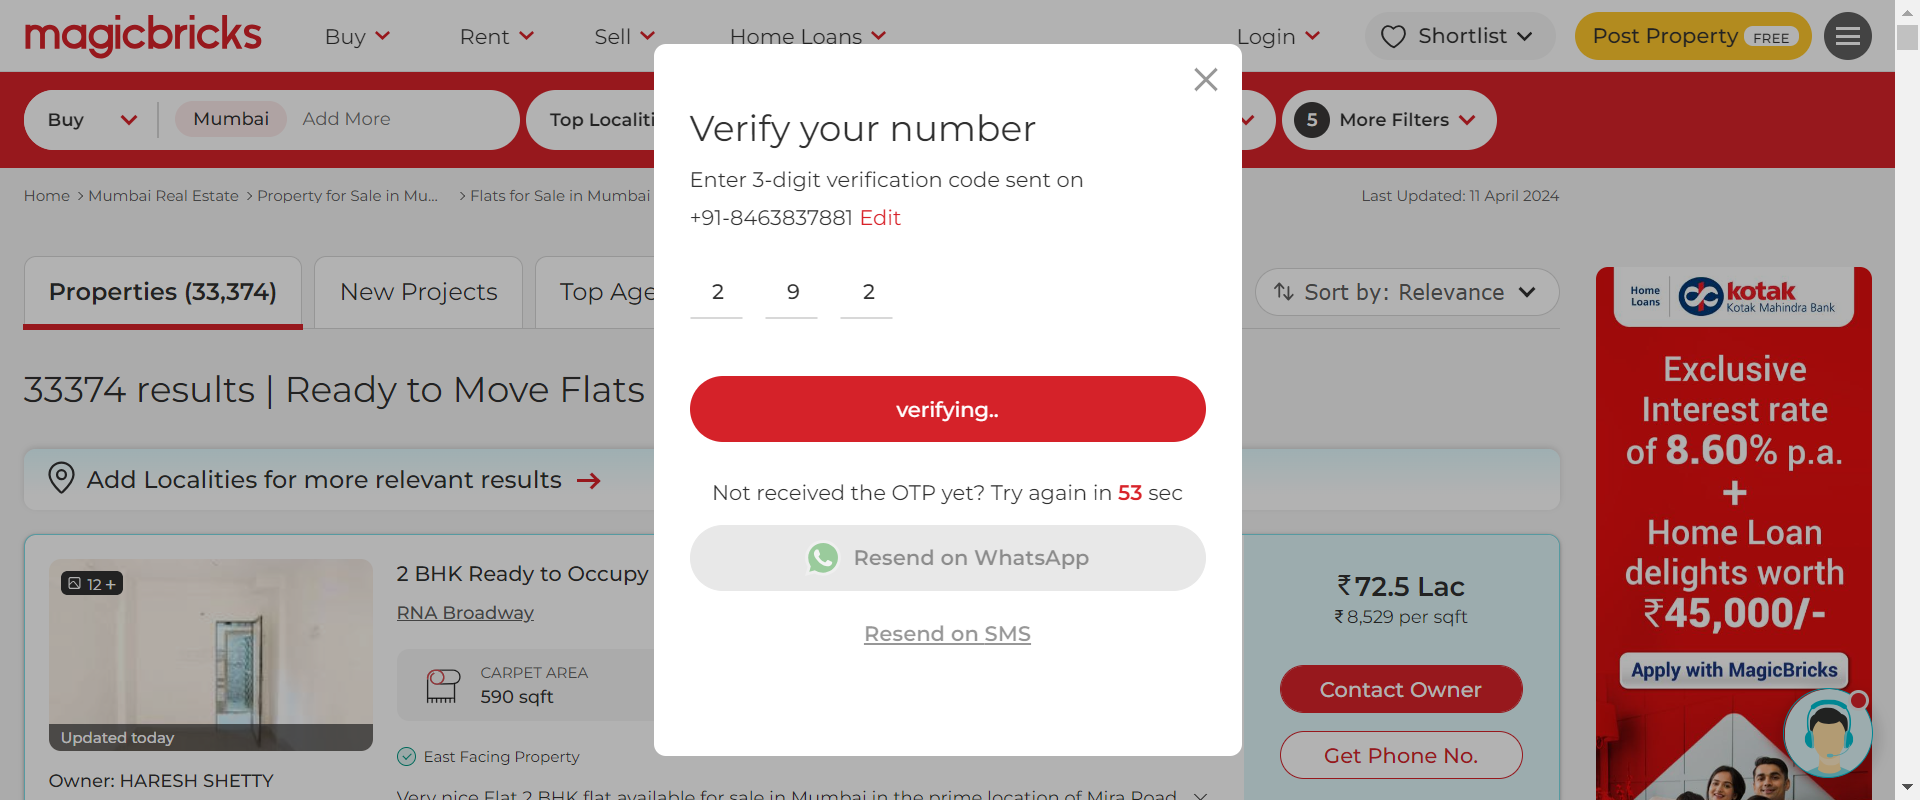 magicbricks
Buy
Rent
Sell
Home Loans
Login
Shortlist
Post Property FREE
Buy
Mumbai
Add More
Top Localiti
5 More Filters
Home > Mumbai Real Estate > Property for Sale in Mu... > Flats for Sale in Mumbai
Last Updated: 11 April 2024
Properties (33,374)
New Projects
Top Age
Sort by: Relevance
33374 results | Ready to Move Flats
Add Localities for more relevant results
12 +
Updated today
Owner: HARESH SHETTY
2 BHK Ready to Occupy
RNA Broadway
CARPET AREA
590 sqft
East Facing Property
Very nice Flat 2 BHK flat available for sale in Mumbai in the prime location of Mira Road
Verify your number
Enter 3-digit verification code sent on
+91-8463837881 Edit
2 9 2
verifying..
Not received the OTP yet? Try again in 53 sec
Resend on WhatsApp
Resend on SMS
₹72.5 Lac
₹8,529 per sqft
Contact Owner
Get Phone No.
Home
Loans
kotak
Kotak Mahindra Bank
Exclusive
Interest rate
of 8.60% p.a.
+
Home Loan
delights worth
₹45,000/-
Apply with MagicBricks